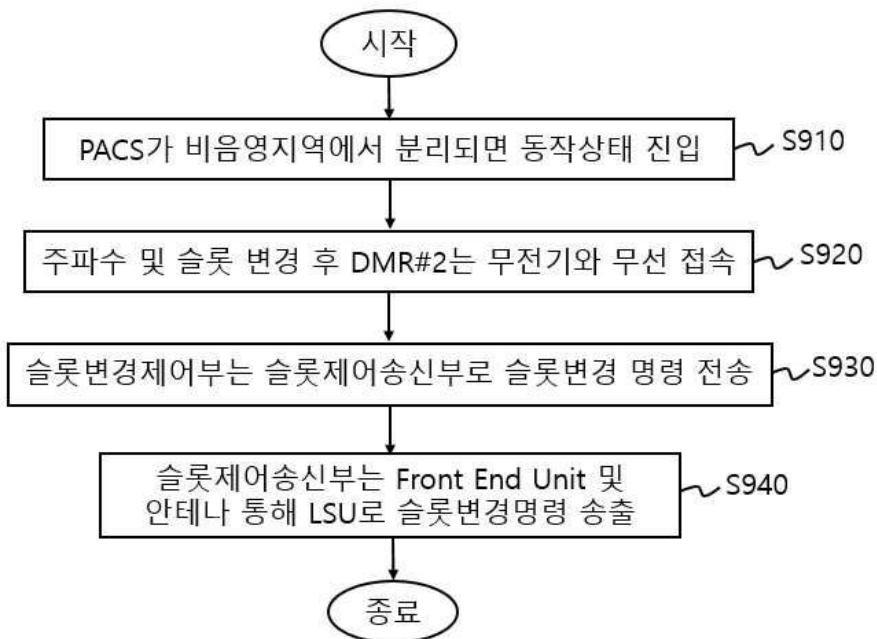 시작
PACS가 비음영지역에서 분리되면 동작상태 진입
S910
주파수 및 슬롯 변경 후 DMR#2는 무전기와 무선 접속
S920
슬롯변경제어부는 슬롯제어송신부로 슬롯변경 명령 전송
S930
슬롯제어송신부는 Front End Unit 및
안테나 통해 LSU로 슬롯변경명령 송출
S940
종료